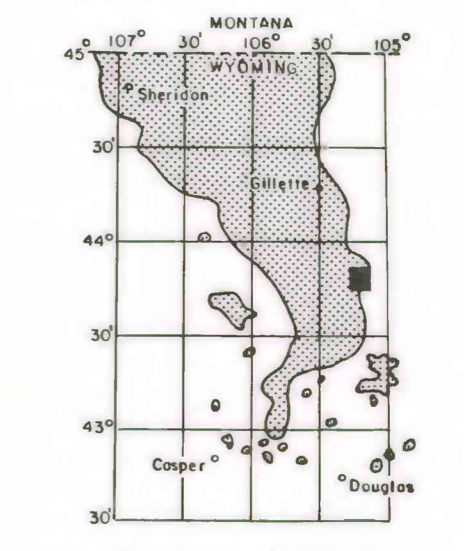 MONTANA
107° 30' 106° 30' 105°
45°
WYOMING
Sheridon
30'
Gillette
44°
30'
43°
Casper
Douglas
30'